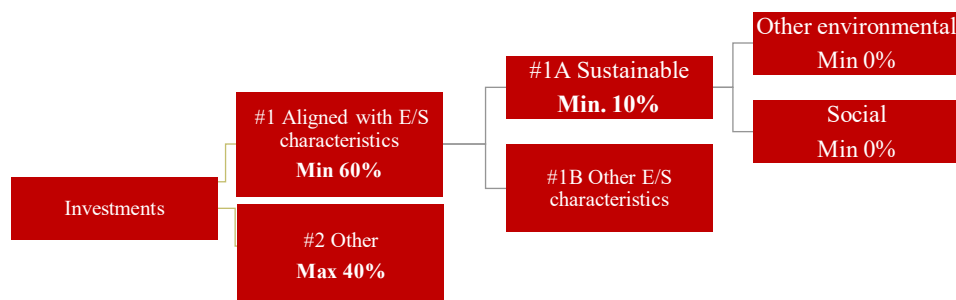 Investments
#1 Aligned with E/S
characteristics
Min 60%
#2 Other
Max 40%
#1A Sustainable
Min. 10%
#1B Other E/S
characteristics
Other environmental
Min 0%
Social
Min 0%